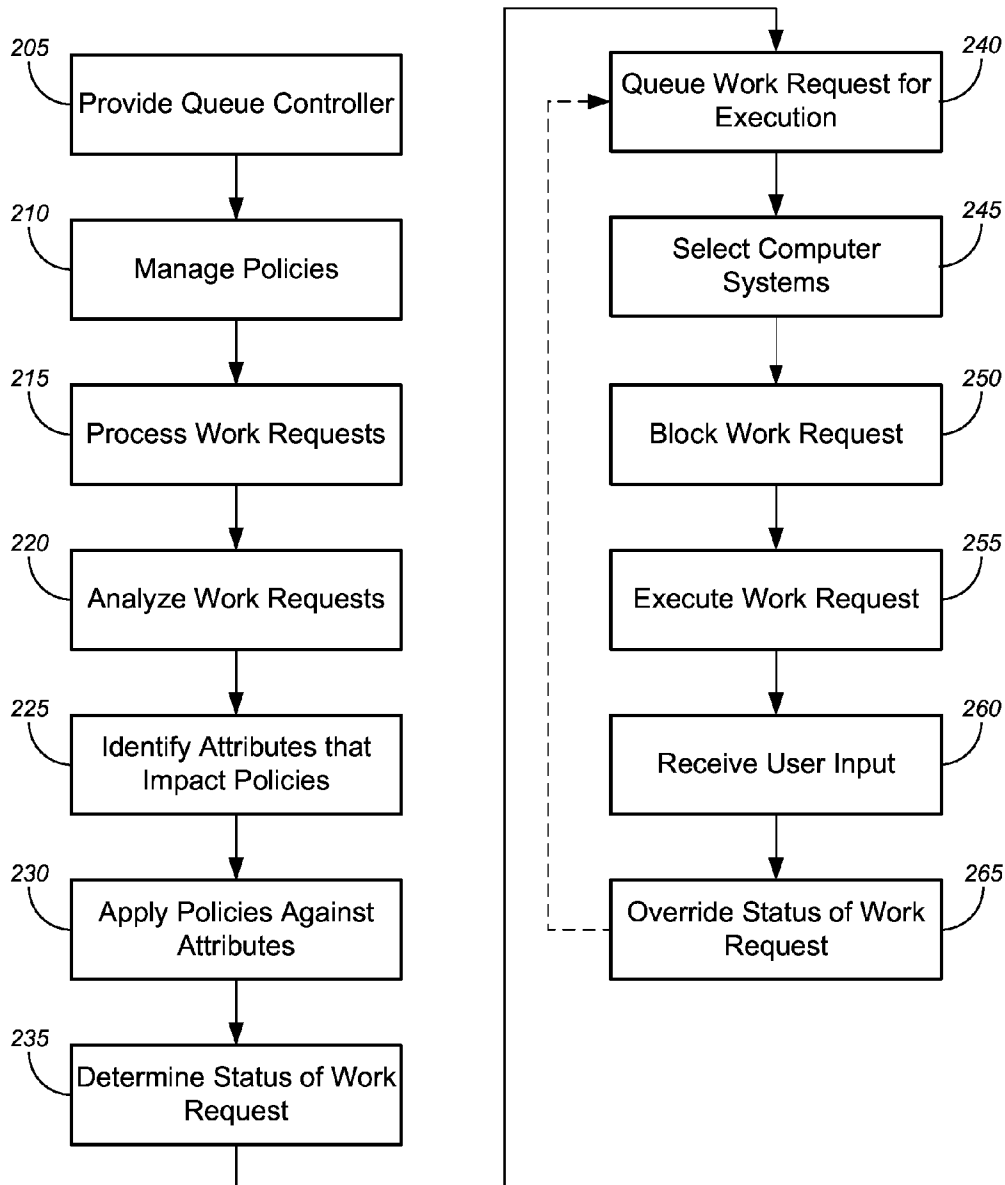 205
Provide Queue Controller
210
Manage Policies
215
Process Work Requests
220
Analyze Work Requests
225
Identify Attributes that
Impact Policies
230
Apply Policies Against
Attributes
235
Determine Status of Work
Request
240
Queue Work Request for
Execution
245
Select Computer
Systems
250
Block Work Request
255
Execute Work Request
260
Receive User Input
265
Override Status of Work
Request